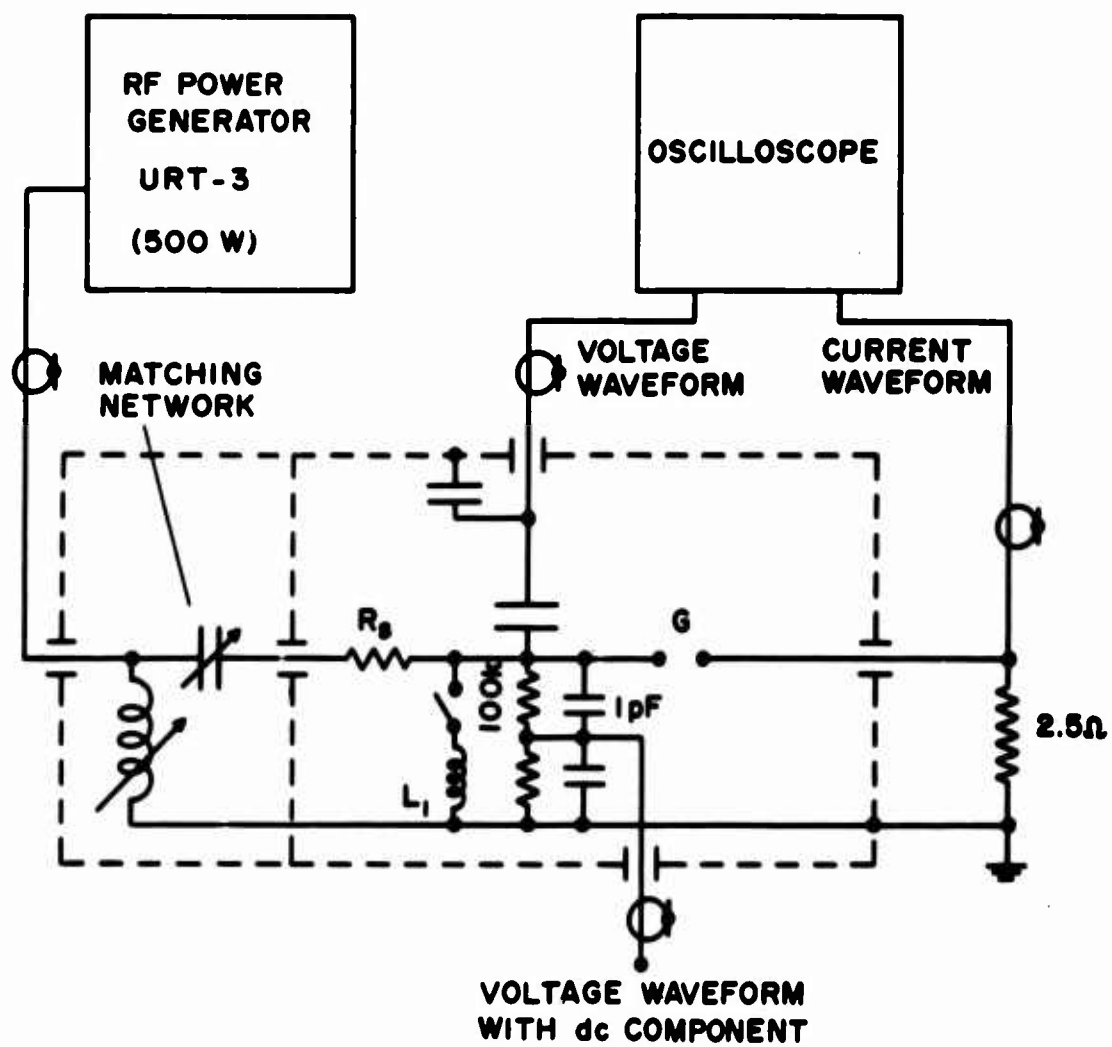 RF POWER
GENERATOR
URT-3
(500 W)
OSCILLOSCOPE
VOLTAGE
WAVEFORM
CURRENT
WAVEFORM
MATCHING
NETWORK
Rs
G
100k
1pF
2.5Ω
L1
VOLTAGE WAVEFORM
WITH dc COMPONENT